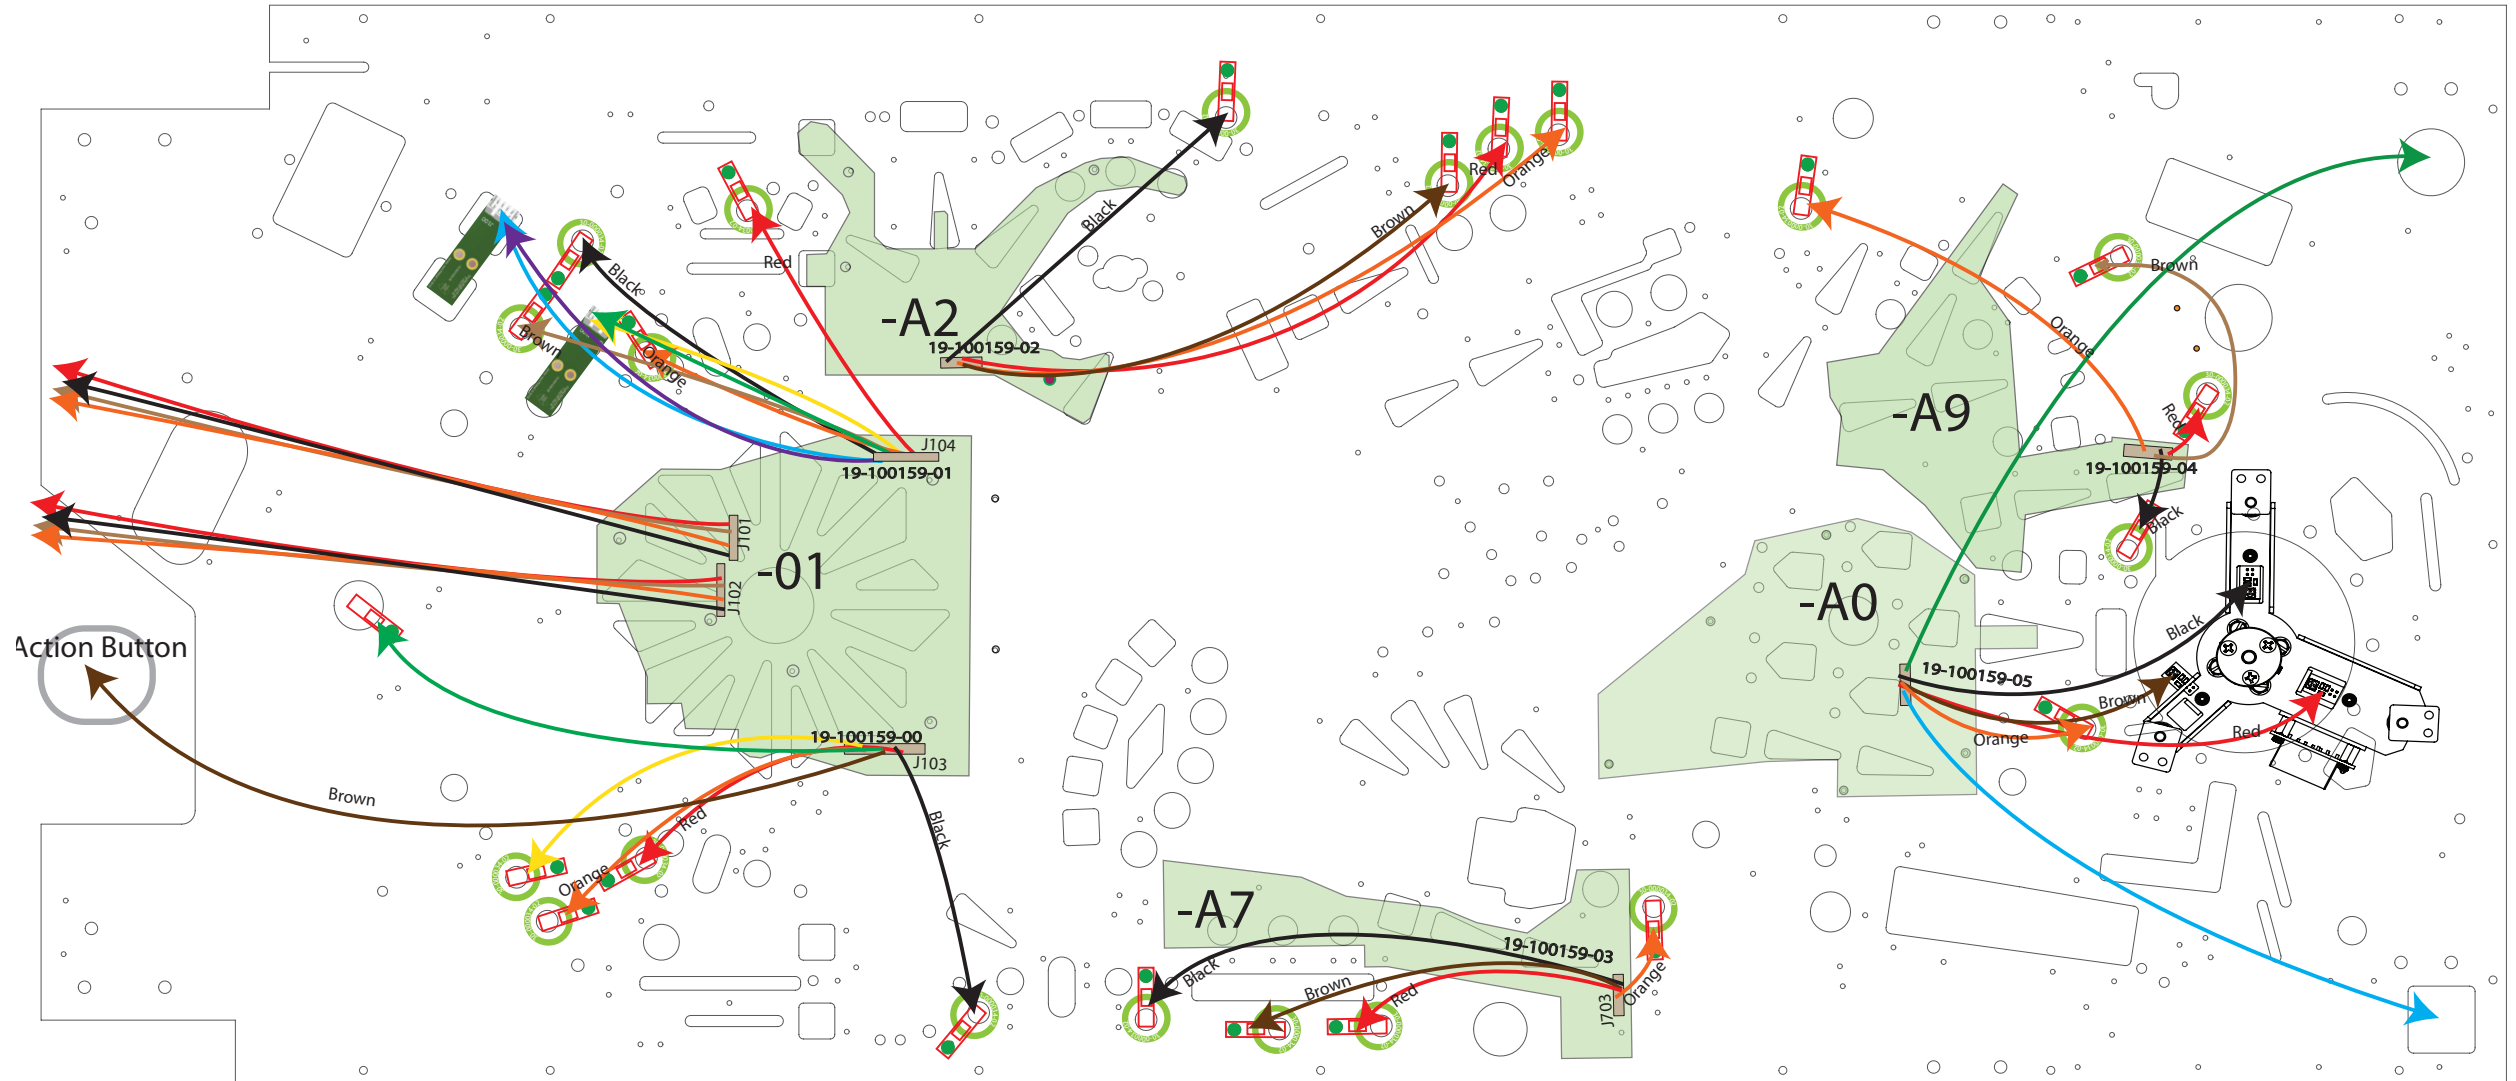 Black
Red
Orange
Brown
Black
Red
-A2
19-100159-02
Brown
Orange
Black
Brown
Orange
Red
-A9
19-100159-04
Black
J104
19-100159-01
J101
-01
J102
-A0
19-100159-05
Black
Brown
Orange
Red
Action Button
19-100159-00
J103
Brown
Red
Orange
Black
-A7
19-100159-03
Black
Brown
Red
Orange
J703